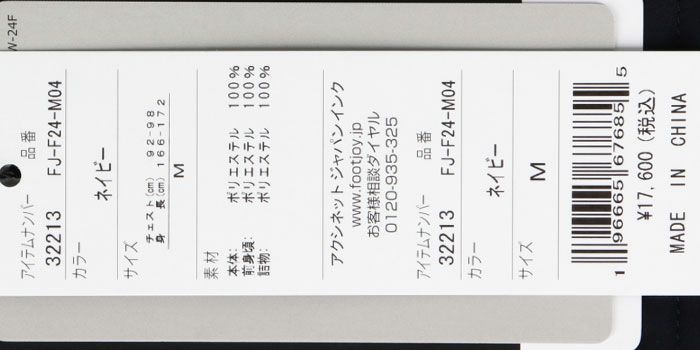 W-24F
アイテムナンバー 品番
32213 FJ-F24-M04
カラー
ネイビー
サイズ
チェスト(cm) 92-98
身長(cm) 166-172
M
素材
本体: ポリエステル 100%
前身頃: ポリエステル 100%
詰物: ポリエステル 100%
アクシネット ジャパン インク
www.footjoy.jp
お客様相談ダイヤル
0120-935-325
アイテムナンバー 品番
32213 FJ-F24-M04
カラー
ネイビー
サイズ
M
1 96665 67685 5
¥17,600 (税込)
MADE IN CHINA